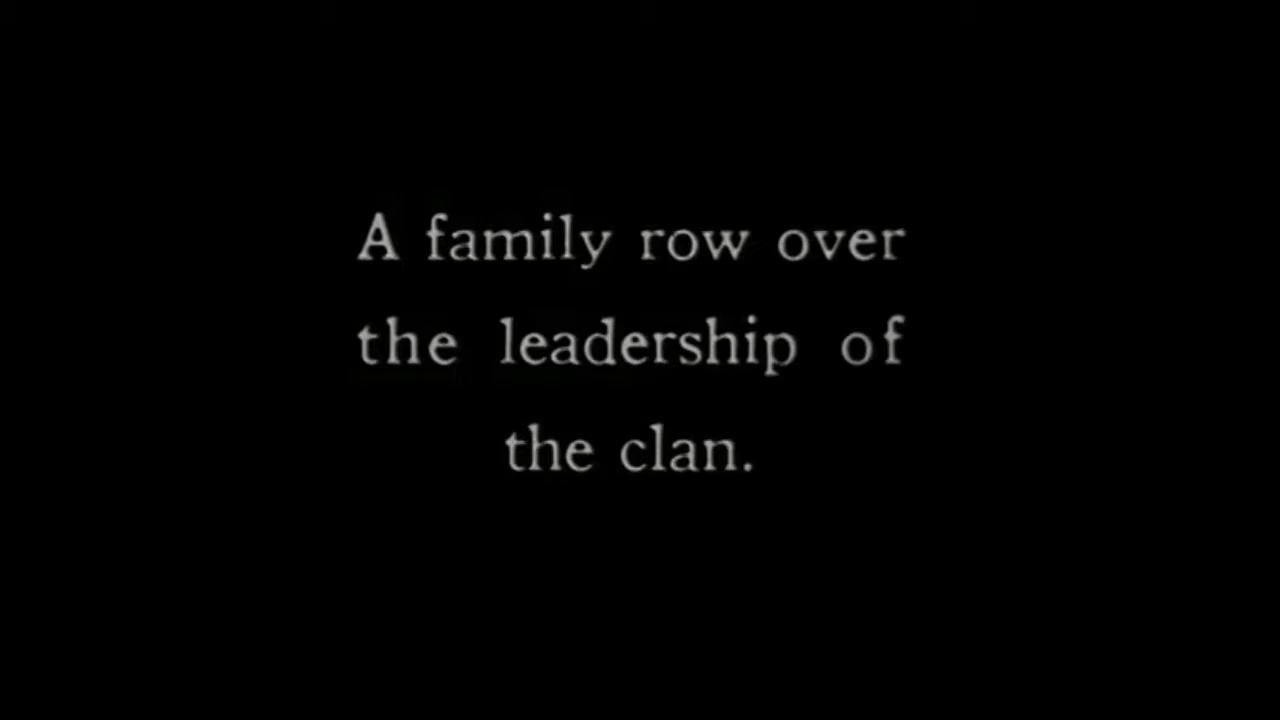 A family row over
the leadership of
the clan.